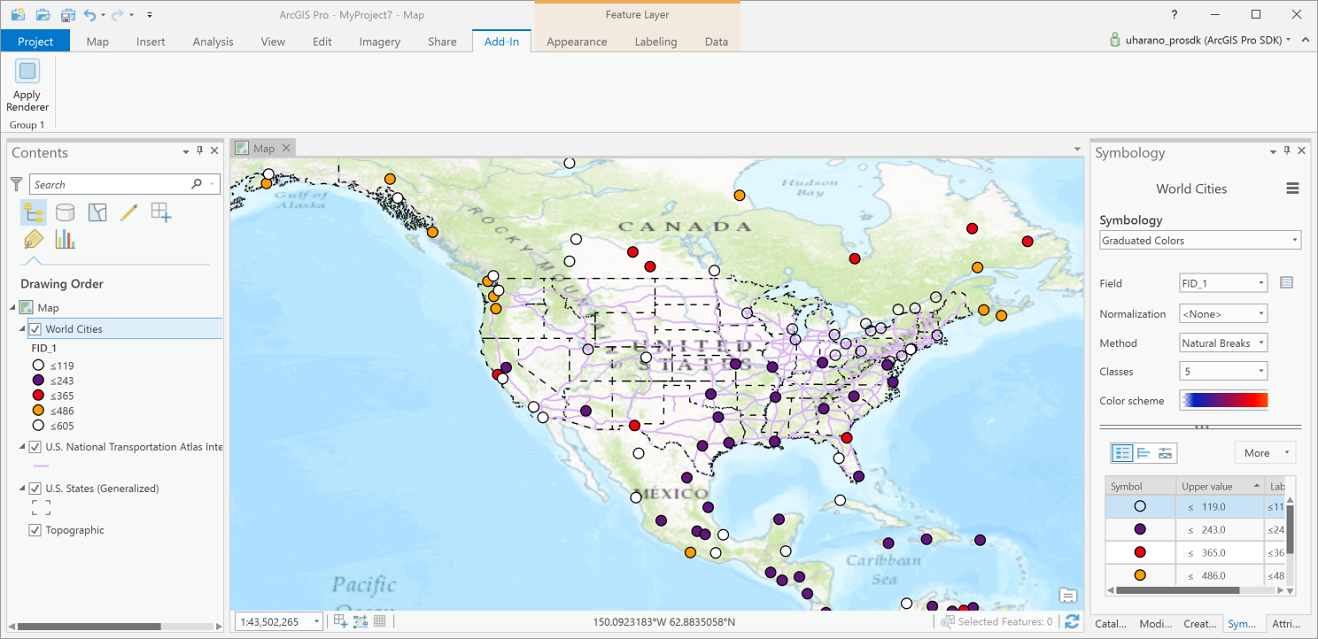 ArcGIS Pro - MyProject7 - Map
Feature Layer
?
Project
Map
Insert
Analysis
View
Edit
Imagery
Share
Add-In
Appearance
Labeling
Data
uharano_prosdk (ArcGIS Pro SDK)
Apply
Renderer
Group 1
Contents
Search
Drawing Order
Map
World Cities
FID_1
≤119
≤243
≤365
≤486
≤605
U.S. National Transportation Atlas Inte
U.S. States (Generalized)
Topographic
Map
Gulf of
Alaska
Hudson
Bay
CANADA
ROCKY
UNITED
STATES
MÉXICO
Caribbean
Sea
Pacific
Ocean
1:43,502,265
150.0923183°W 62.8835058°N
Selected Features: 0
Symbology
World Cities
Symbology
Graduated Colors
Field
FID_1
Normalization
<None>
Method
Natural Breaks
Classes
5
Color scheme
More
Symbol
Upper value
Lab
≤ 119.0
≤11
≤ 243.0
≤24
≤ 365.0
≤36
≤ 486.0
≤48
Catal...
Modi...
Creat...
Sym...
Attri...